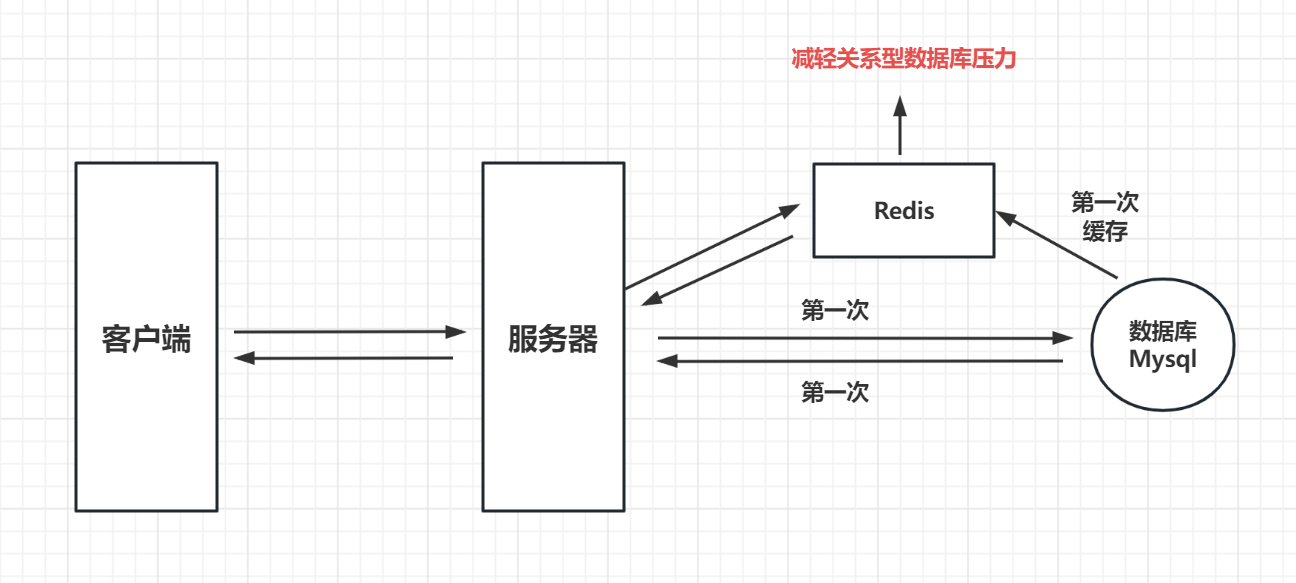 减轻关系型数据库压力
Redis
第一次
缓存
客户端
服务器
第一次
数据库
Mysql
第一次